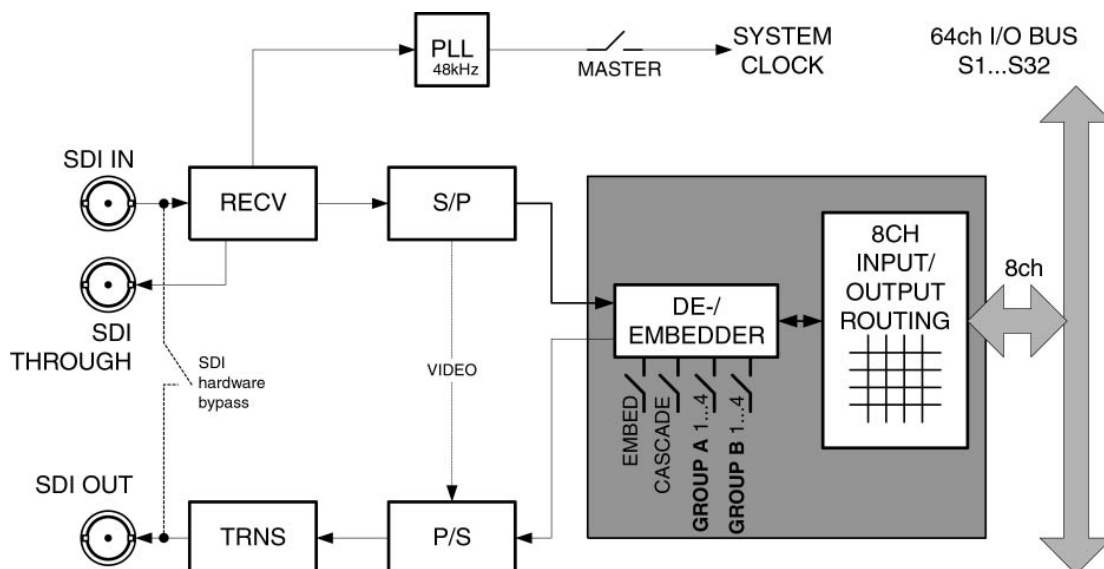 PLL
48kHz
MASTER
SYSTEM
CLOCK
64ch I/O BUS
S1...S32
SDI IN
RECV
S/P
SDI
THROUGH
SDI
hardware
bypass
VIDEO
DE-/
EMBEDDER
EMBED
CASCADE
GROUP A 1...4
GROUP B 1...4
8CH
INPUT/
OUTPUT
ROUTING
8ch
SDI OUT
TRNS
P/S